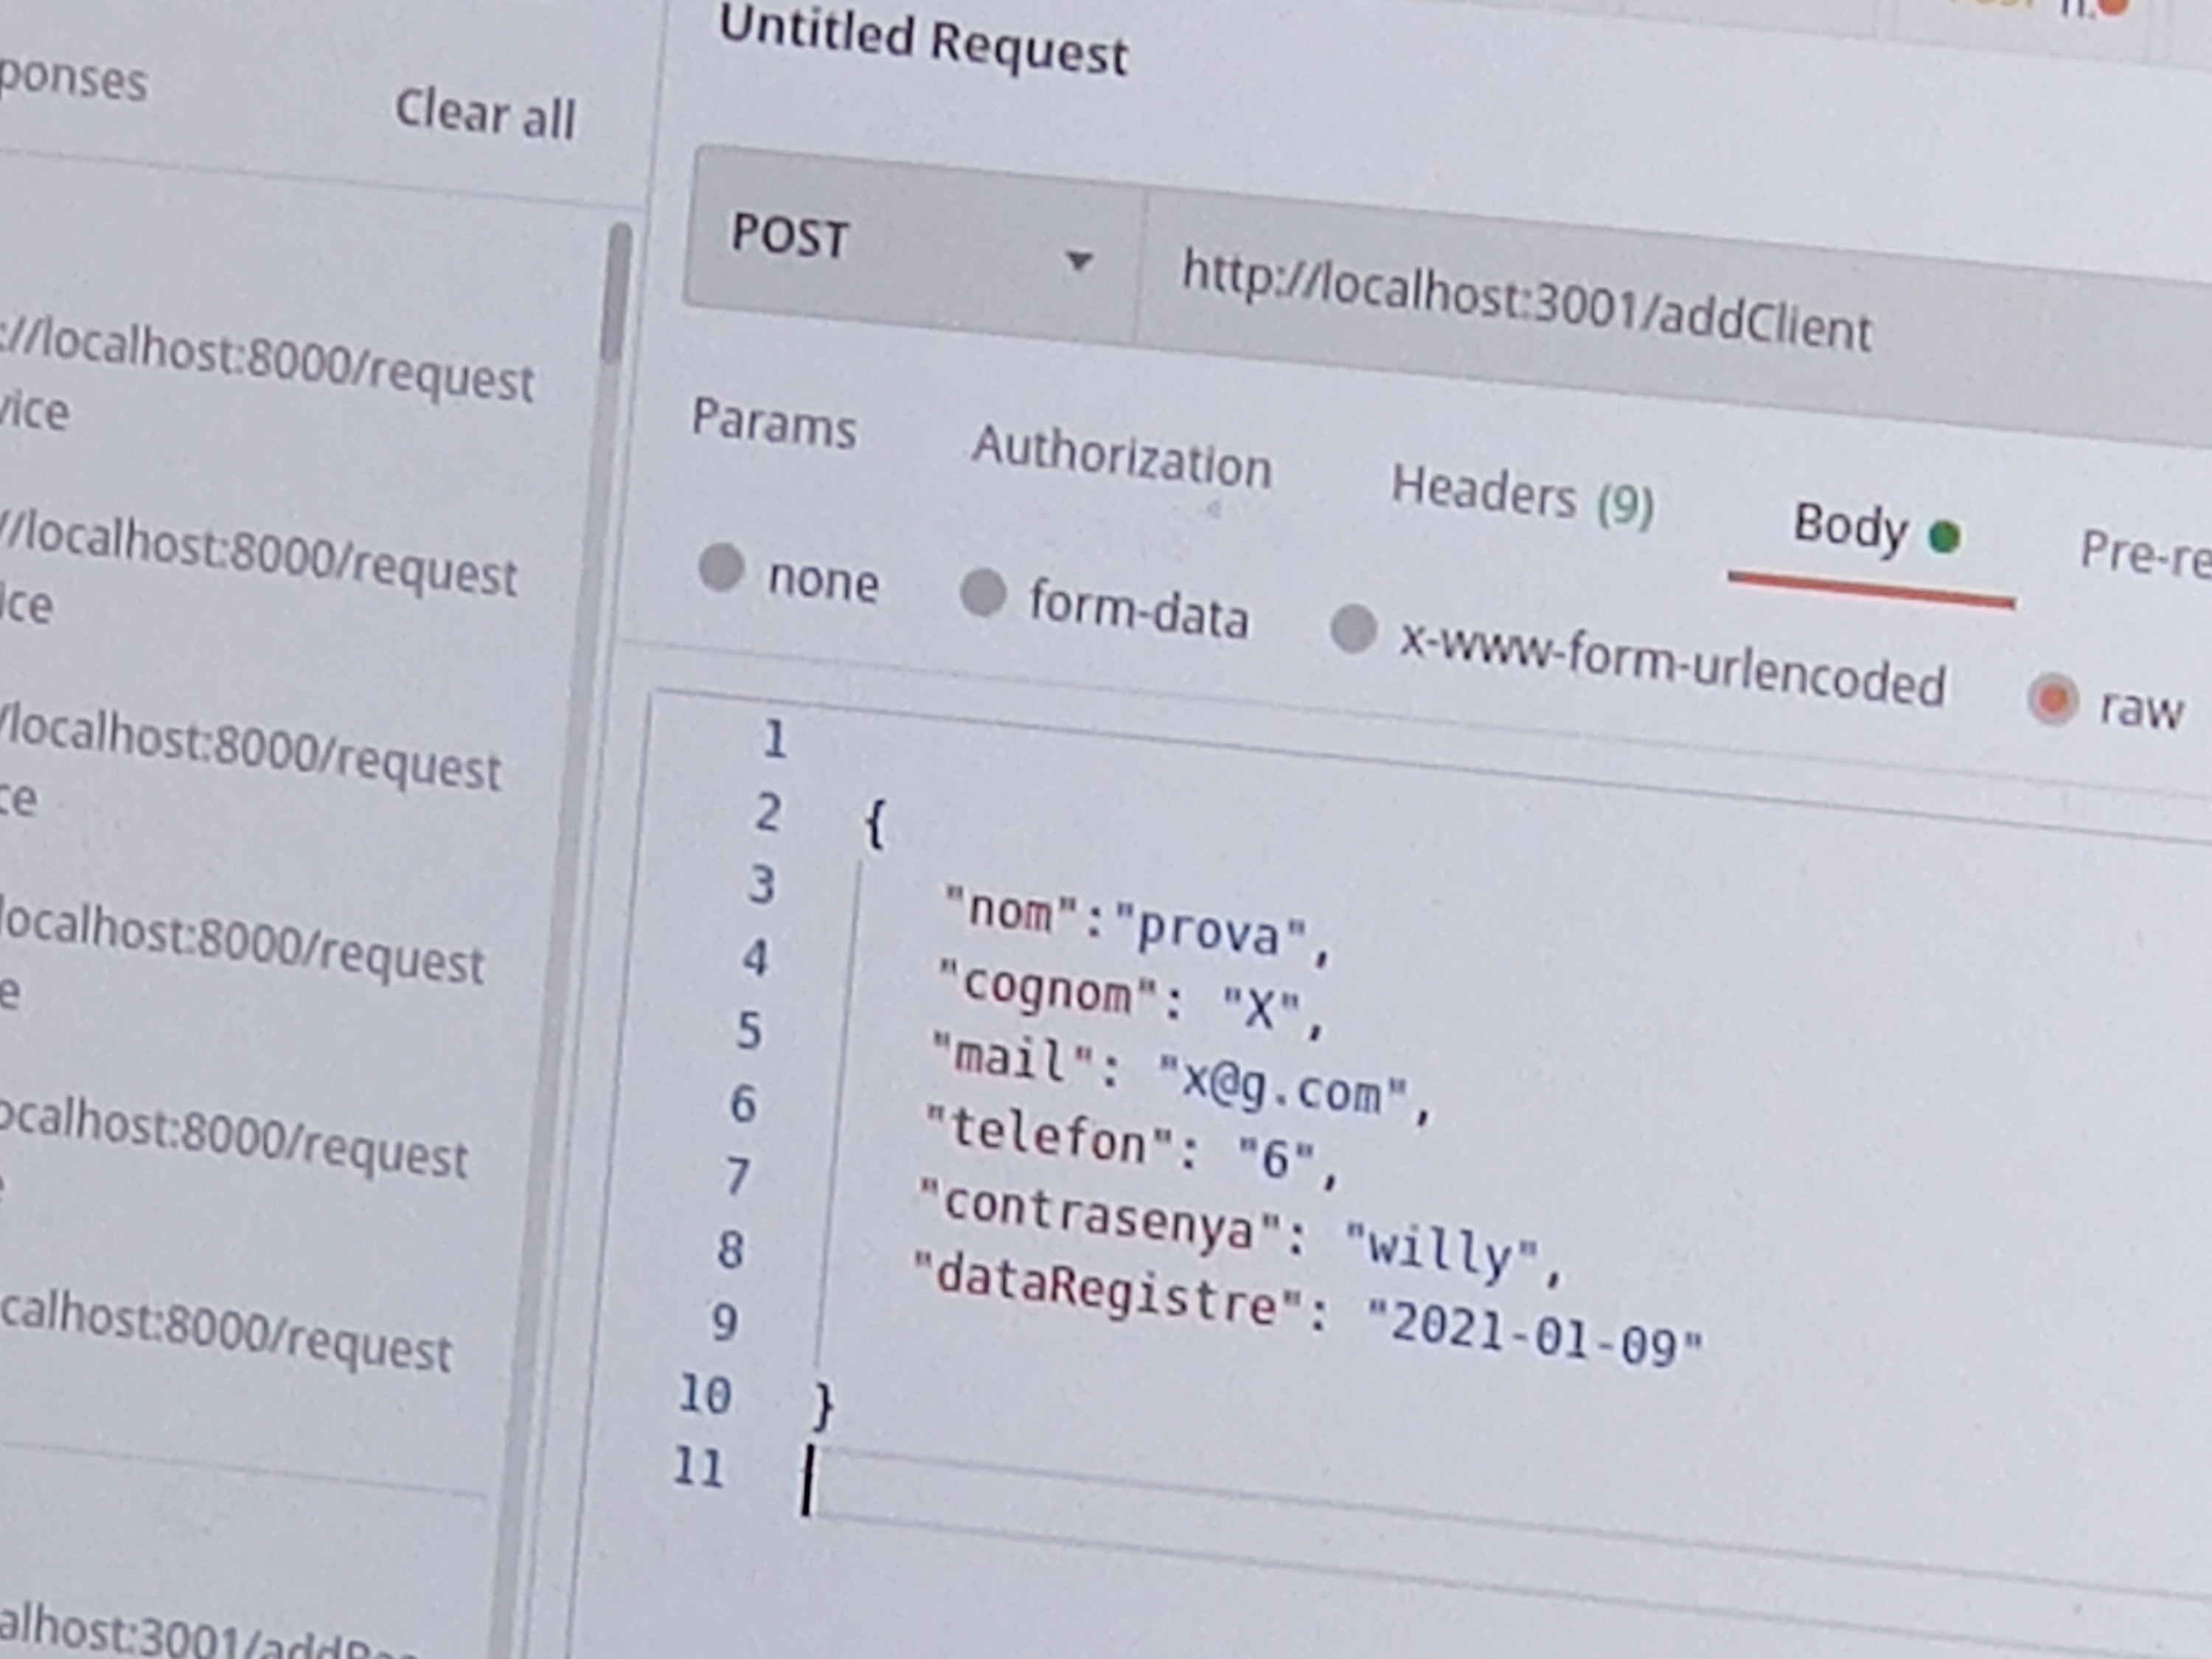 Untitled Request
ponses
Clear all
POST
http://localhost:3001/addClient
://localhost:8000/request
vice
//localhost:8000/request
ice
/localhost:8000/request
ce
localhost:8000/request
e
ocalhost:8000/request
calhost:8000/request
alhost:3001/addRe
Params
Authorization
Headers (9)
Body
Pre-re
none
form-data
x-www-form-urlencoded
raw
1
2 {
3 "nom":"prova",
4 "cognom": "X",
5 "mail": "x@g.com",
6 "telefon": "6",
7 "contrasenya": "willy",
8 "dataRegistre": "2021-01-09"
9
10 }
11